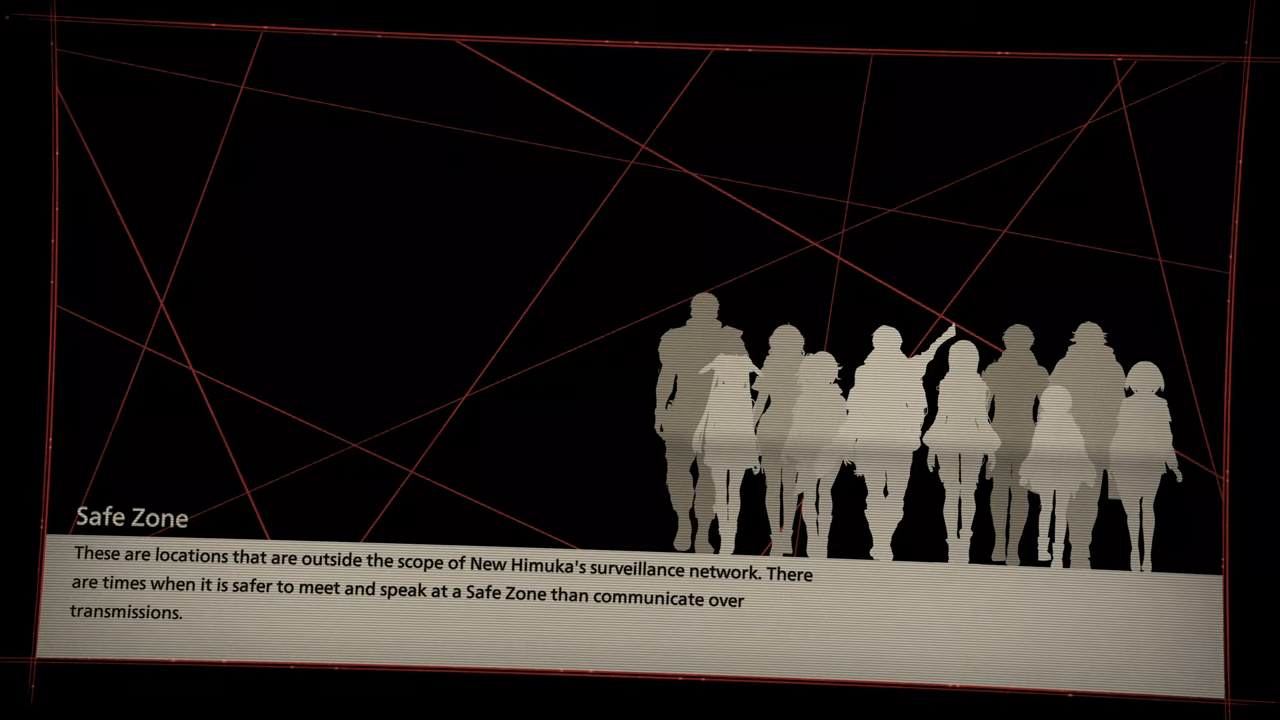 Safe Zone
These are locations that are outside the scope of New Himuka's surveillance network. There
are times when it is safer to meet and speak at a Safe Zone than communicate over
transmissions.